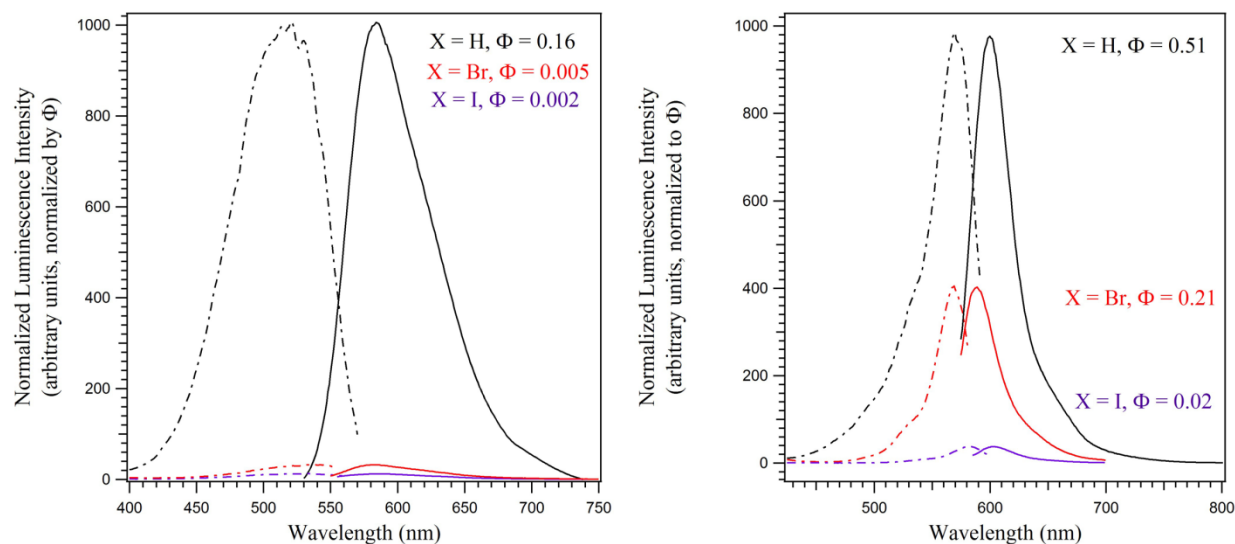 Normalized Luminescence Intensity
(arbitrary units, normalized by Φ)
1000
800
600
400
200
0
X = H, Φ = 0.16
X = Br, Φ = 0.005
X = I, Φ = 0.002
400 450 500 550 600 650 700 750
Wavelength (nm)
Normalized Luminescence Intensity
(arbitrary units, normalized to Φ)
1000
800
600
400
200
0
X = H, Φ = 0.51
X = Br, Φ = 0.21
X = I, Φ = 0.02
500 600 700 800
Wavelength (nm)